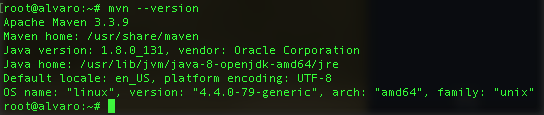 [root@alvaro:~# mvn --version
Apache Maven 3.3.9
Maven home: /usr/share/maven
Java version: 1.8.0_131, vendor: Oracle Corporation
Java home: /usr/lib/jvm/java-8-openjdk-amd64/jre
Default locale: en_US, platform encoding: UTF-8
OS name: "linux", version: "4.4.0-79-generic", arch: "amd64", family: "unix"
root@alvaro:~#